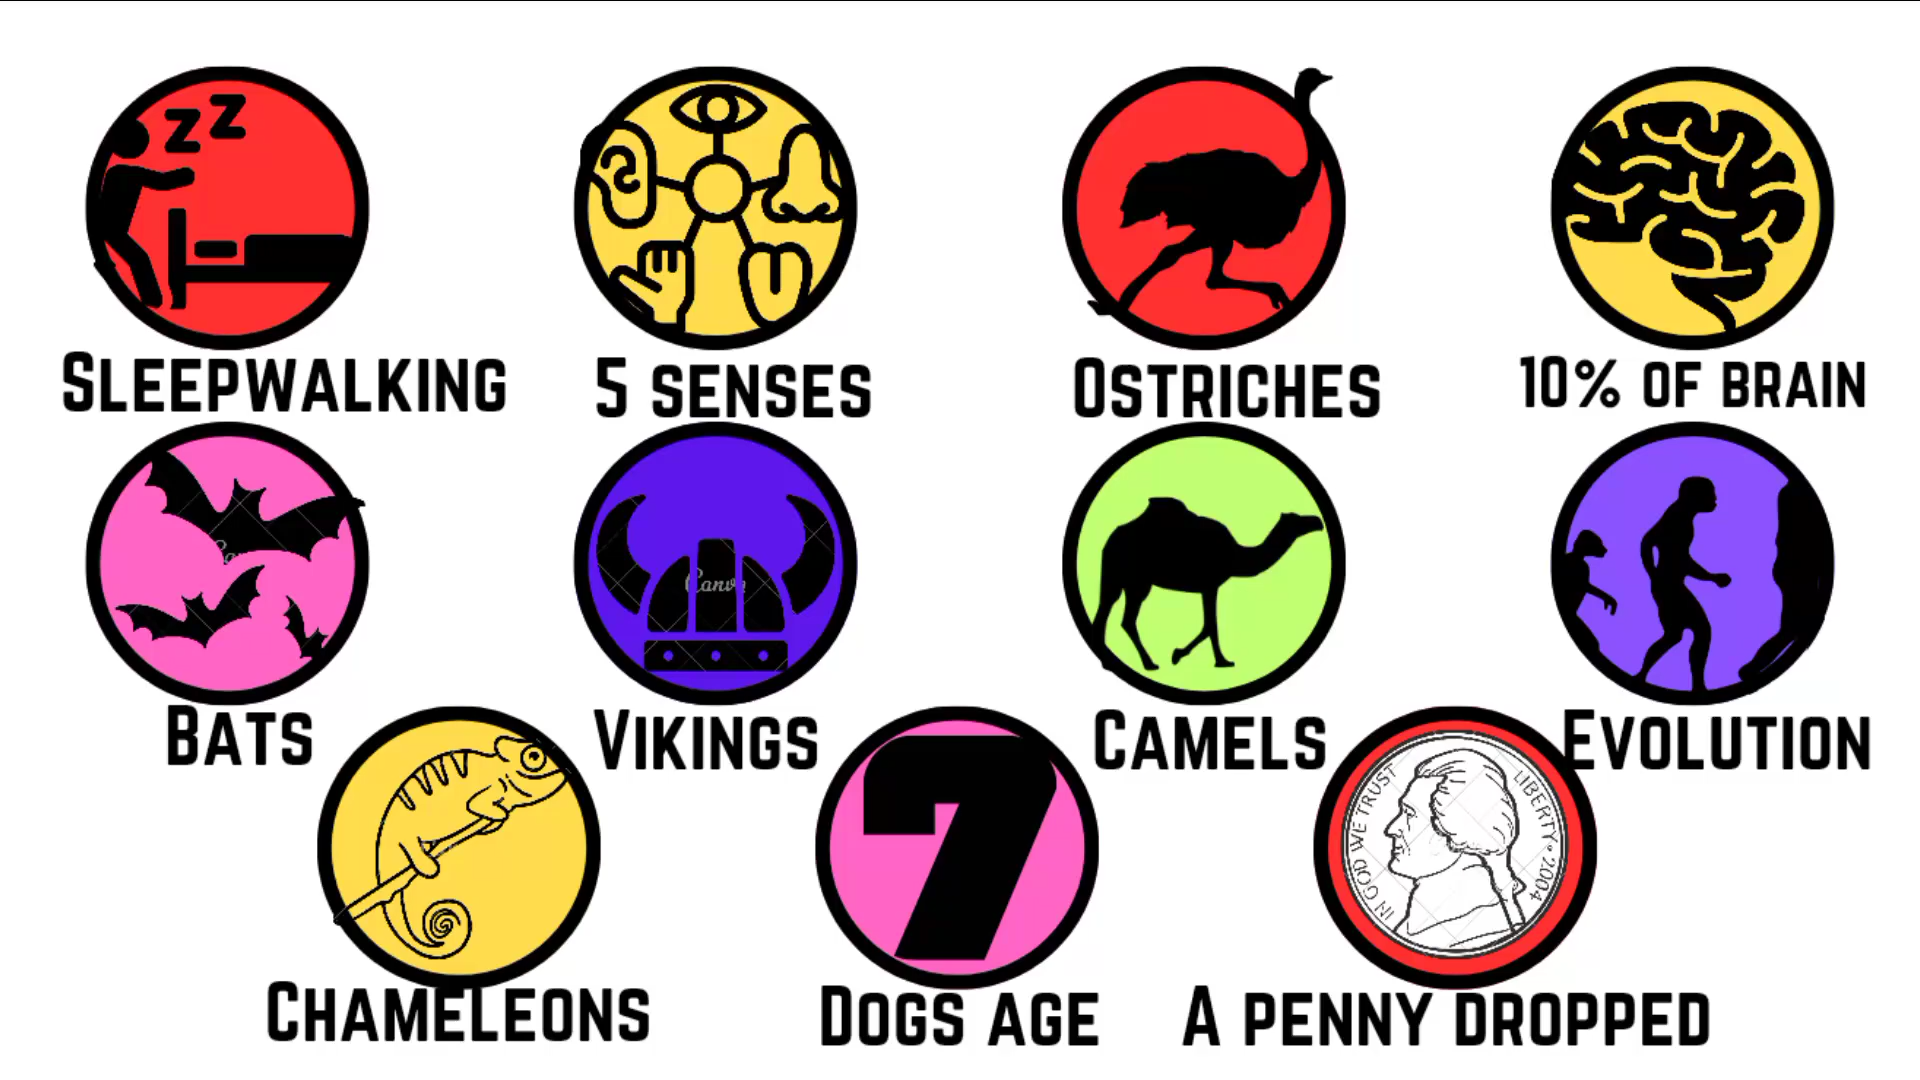 Z Z
SLEEPWALKING
5 SENSES
OSTRICHES
10% OF BRAIN
Canva
BATS
VIKINGS
CAMELS
EVOLUTION
7
IN GOD WE TRUST
LIBERTY 2004
CHAMELEONS
DOGS AGE
A PENNY DROPPED